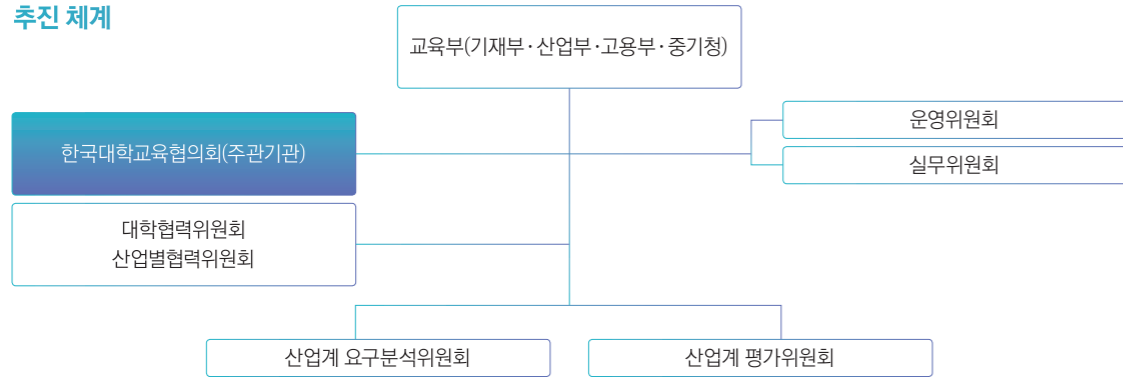 추진 체계
교육부(기재부·산업부·고용부·중기청)
운영위원회
한국대학교육협의회(주관기관)
실무위원회
대학협력위원회
산업별협력위원회
산업계 요구분석위원회
산업계 평가위원회